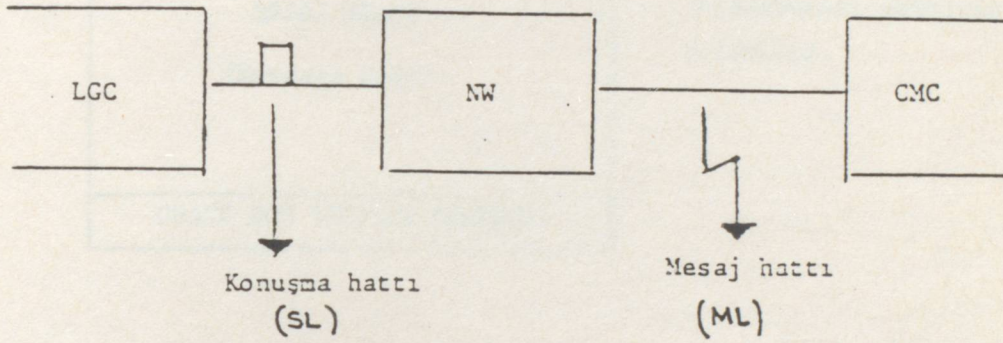 LGC
NW
CMC
Konuşma hattı
(SL)
Mesaj hattı
(ML)